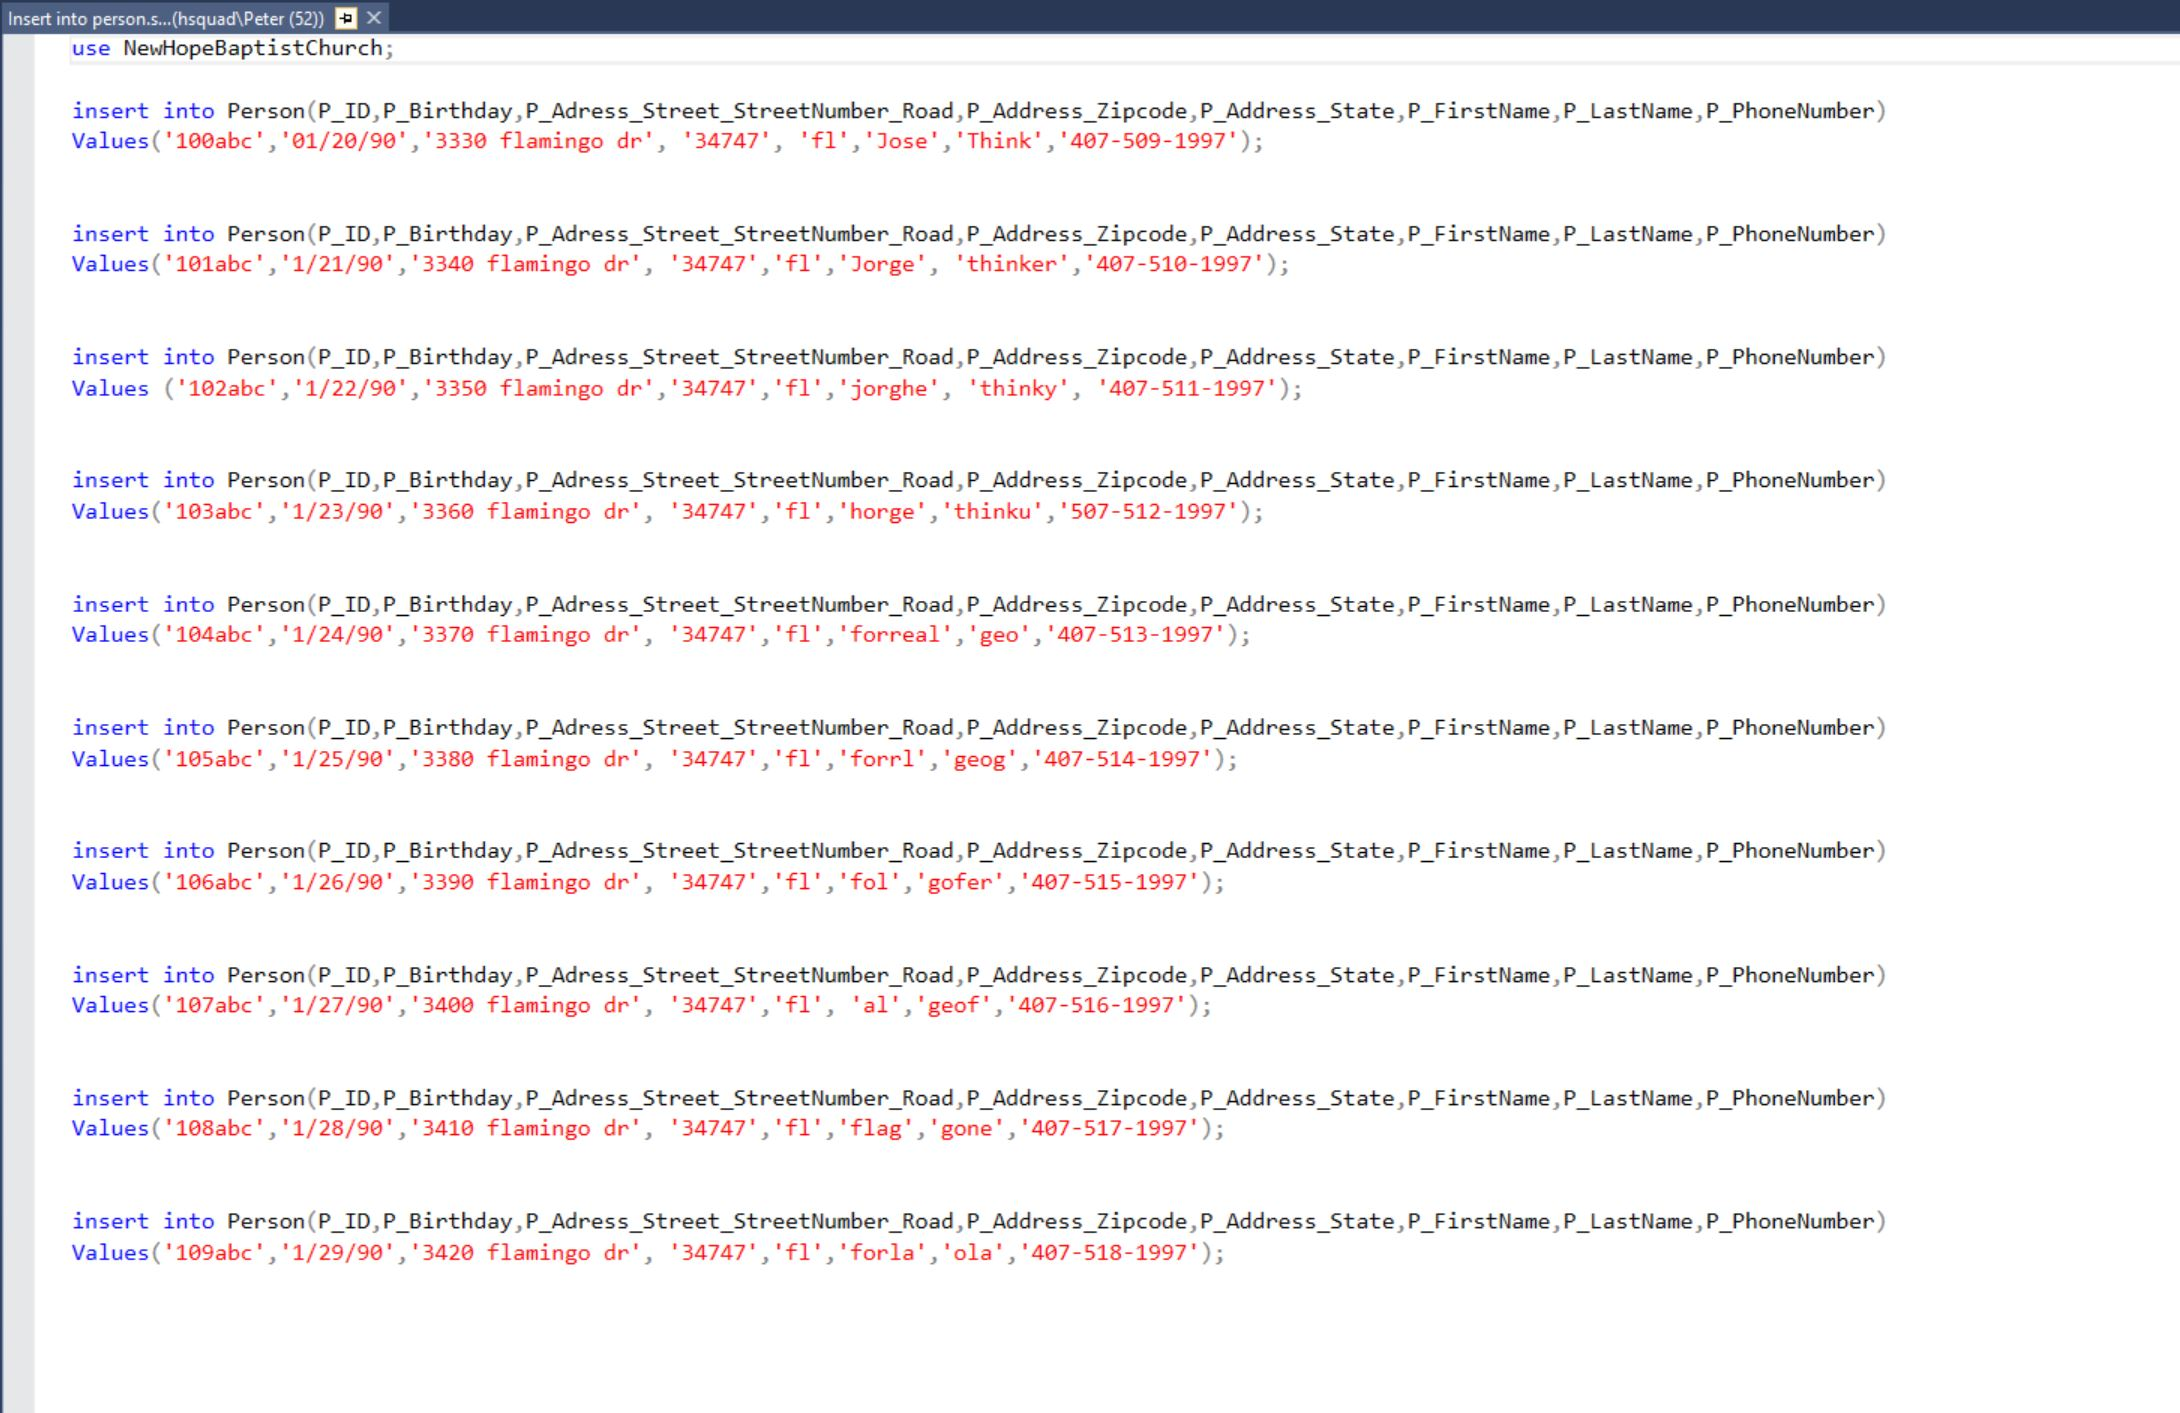 Insert into person.s...(hsquad\Peter (52))
use NewHopeBaptistChurch;
insert into Person(P_ID,P_Birthday,P_Adress_Street_StreetNumber_Road,P_Address_Zipcode,P_Address_State,P_FirstName,P_LastName,P_PhoneNumber)
Values('100abc','01/20/90','3330 flamingo dr', '34747', 'fl','Jose','Think','407-509-1997');
insert into Person(P_ID,P_Birthday,P_Adress_Street_StreetNumber_Road,P_Address_Zipcode,P_Address_State,P_FirstName,P_LastName,P_PhoneNumber)
Values('101abc','1/21/90','3340 flamingo dr', '34747','fl','Jorge', 'thinker','407-510-1997');
insert into Person(P_ID,P_Birthday,P_Adress_Street_StreetNumber_Road,P_Address_Zipcode,P_Address_State,P_FirstName,P_LastName,P_PhoneNumber)
Values ('102abc','1/22/90','3350 flamingo dr','34747','fl','jorghe', 'thinky', '407-511-1997');
insert into Person(P_ID,P_Birthday,P_Adress_Street_StreetNumber_Road,P_Address_Zipcode,P_Address_State,P_FirstName,P_LastName,P_PhoneNumber)
Values('103abc','1/23/90','3360 flamingo dr', '34747','fl','horge','thinku','507-512-1997');
insert into Person(P_ID,P_Birthday,P_Adress_Street_StreetNumber_Road,P_Address_Zipcode,P_Address_State,P_FirstName,P_LastName,P_PhoneNumber)
Values('104abc','1/24/90','3370 flamingo dr', '34747','fl','forreal','geo','407-513-1997');
insert into Person(P_ID,P_Birthday,P_Adress_Street_StreetNumber_Road,P_Address_Zipcode,P_Address_State,P_FirstName,P_LastName,P_PhoneNumber)
Values('105abc','1/25/90','3380 flamingo dr', '34747','fl','forrl','geog','407-514-1997');
insert into Person(P_ID,P_Birthday,P_Adress_Street_StreetNumber_Road,P_Address_Zipcode,P_Address_State,P_FirstName,P_LastName,P_PhoneNumber)
Values('106abc','1/26/90','3390 flamingo dr', '34747','fl','fol','gofer','407-515-1997');
insert into Person(P_ID,P_Birthday,P_Adress_Street_StreetNumber_Road,P_Address_Zipcode,P_Address_State,P_FirstName,P_LastName,P_PhoneNumber)
Values('107abc','1/27/90','3400 flamingo dr', '34747','fl', 'al','geof','407-516-1997');
insert into Person(P_ID,P_Birthday,P_Adress_Street_StreetNumber_Road,P_Address_Zipcode,P_Address_State,P_FirstName,P_LastName,P_PhoneNumber)
Values('108abc','1/28/90','3410 flamingo dr', '34747','fl','flag','gone','407-517-1997');
insert into Person(P_ID,P_Birthday,P_Adress_Street_StreetNumber_Road,P_Address_Zipcode,P_Address_State,P_FirstName,P_LastName,P_PhoneNumber)
Values('109abc','1/29/90','3420 flamingo dr', '34747','fl','forla','ola','407-518-1997');